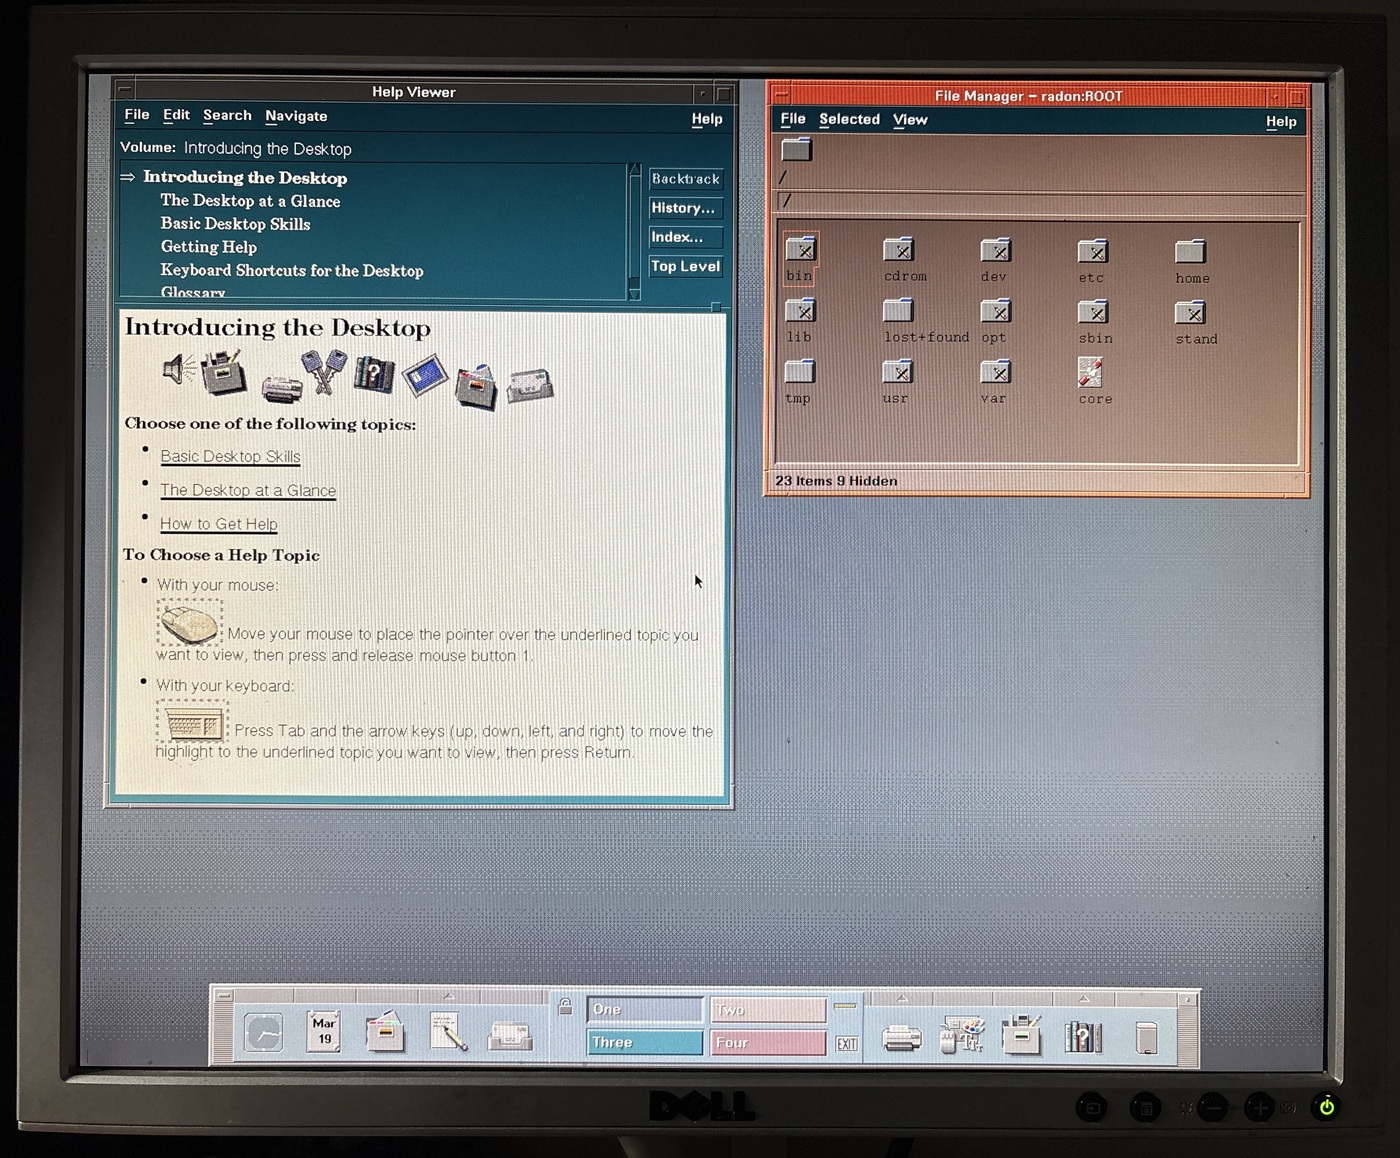 Help Viewer
File Edit Search Navigate Help
Volume: Introducing the Desktop
⇒ Introducing the Desktop
The Desktop at a Glance
Basic Desktop Skills
Getting Help
Keyboard Shortcuts for the Desktop
Glossary
Backtrack
History...
Index...
Top Level
Introducing the Desktop
Choose one of the following topics:
• Basic Desktop Skills
• The Desktop at a Glance
• How to Get Help
To Choose a Help Topic
• With your mouse:
Move your mouse to place the pointer over the underlined topic you
want to view, then press and release mouse button 1.
• With your keyboard:
Press Tab and the arrow keys (up, down, left, and right) to move the
highlight to the underlined topic you want to view, then press Return.
File Manager – radon:ROOT
File Selected View Help
/
/
bin cdrom dev etc home
lib lost+found opt sbin stand
tmp usr var core
23 Items 9 Hidden
Mar
19
One Two
Three Four
EXIT
?
DELL